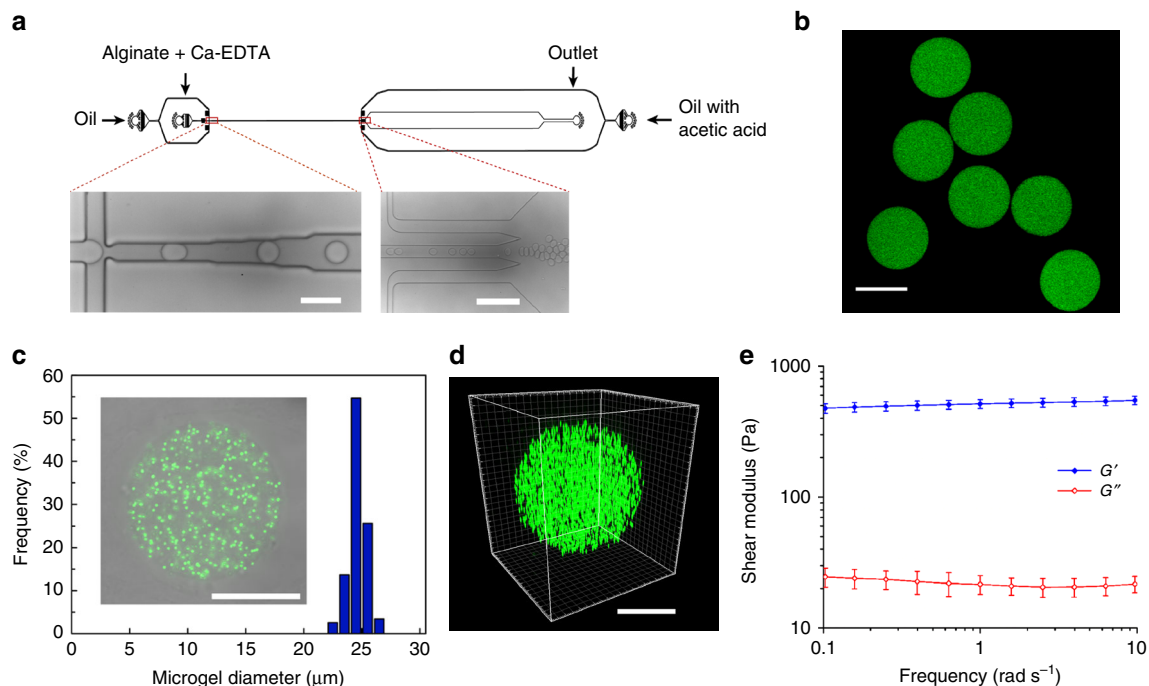 a
Alginate + Ca-EDTA
Outlet
Oil
Oil with
acetic acid
b
c
60
50
40
30
20
10
0
Frequency (%)
0 5 10 15 20 25 30
Microgel diameter (μm)
d
e
1000
100
10
Shear modulus (Pa)
G′
G″
0.1 1 10
Frequency (rad s⁻¹)